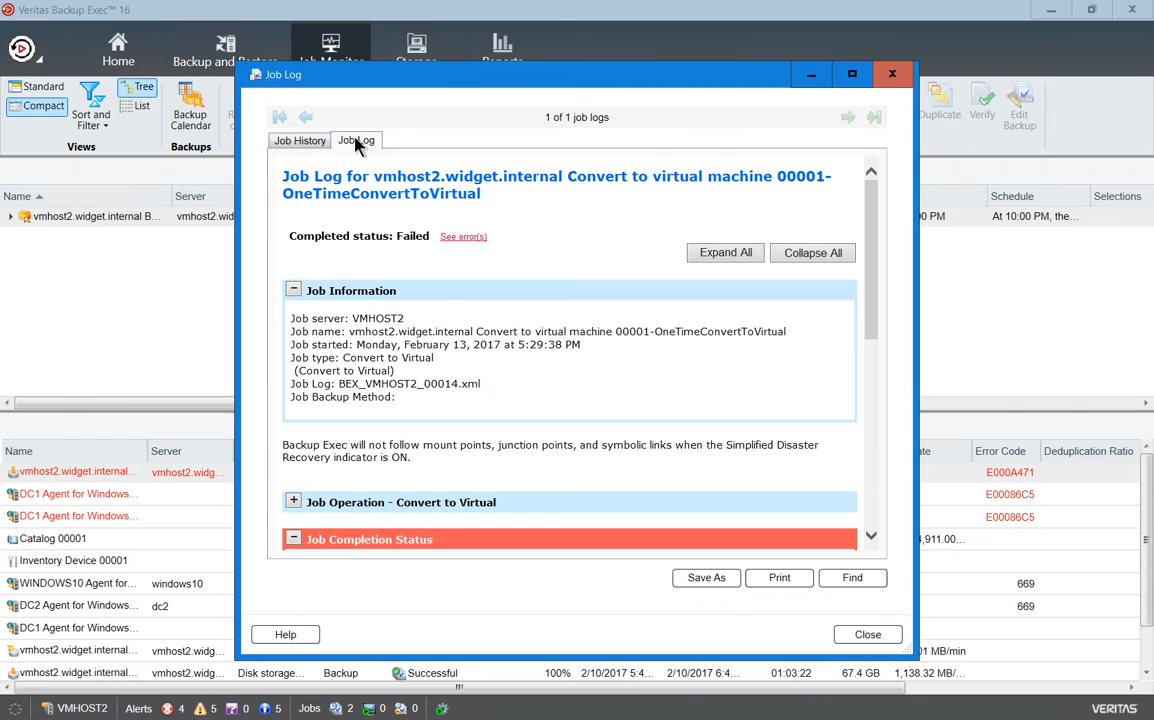 Veritas Backup Exec™ 16
Home
Backup and Restore
Job Monitor
Storage
Reports
Standard
Compact
Sort and
Filter
Tree
List
Views
Backup
Calendar
Backups
Duplicate
Verify
Edit
Backup
Name
Server
Schedule
Selections
vmhost2.widget.internal B...
vmhost2.wid
0 PM
At 10:00 PM, the...
Job Log
1 of 1 job logs
Job History
Job Log
Job Log for vmhost2.widget.internal Convert to virtual machine 00001-
OneTimeConvertToVirtual
Completed status: Failed
See error(s)
Expand All
Collapse All
Job Information
Job server: VMHOST2
Job name: vmhost2.widget.internal Convert to virtual machine 00001-OneTimeConvertToVirtual
Job started: Monday, February 13, 2017 at 5:29:38 PM
Job type: Convert to Virtual
(Convert to Virtual)
Job Log: BEX_VMHOST2_00014.xml
Job Backup Method:
Backup Exec will not follow mount points, junction points, and symbolic links when the Simplified Disaster
Recovery indicator is ON.
Job Operation - Convert to Virtual
Job Completion Status
Save As
Print
Find
Help
Close
Name
Server
ate
Error Code
Deduplication Ratio
vmhost2.widget.internal...
vmhost2.widg...
E000A471
DC1 Agent for Windows...
E00086C5
DC1 Agent for Windows...
E00086C5
Catalog 00001
4,911.00...
Inventory Device 00001
WINDOWS10 Agent for...
windows10
669
DC2 Agent for Windows...
dc2
669
DC1 Agent for Windows...
vmhost2.widget.internal...
vmhost2.widg...
01 MB/min
vmhost2.widget.internal...
vmhost2.widg...
Disk storage...
Backup
Successful
100%
2/10/2017 5:4...
2/10/2017 6:4...
01:03:22
67.4 GB
1,138.32 MB/...
VMHOST2
Alerts
4
5
0
5
Jobs
2
0
0
VERITAS